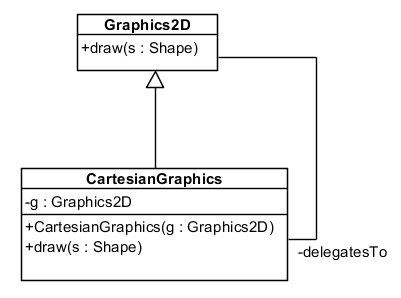 Graphics2D
+draw(s : Shape)
CartesianGraphics
-g : Graphics2D
+CartesianGraphics(g : Graphics2D)
+draw(s : Shape)
-delegatesTo